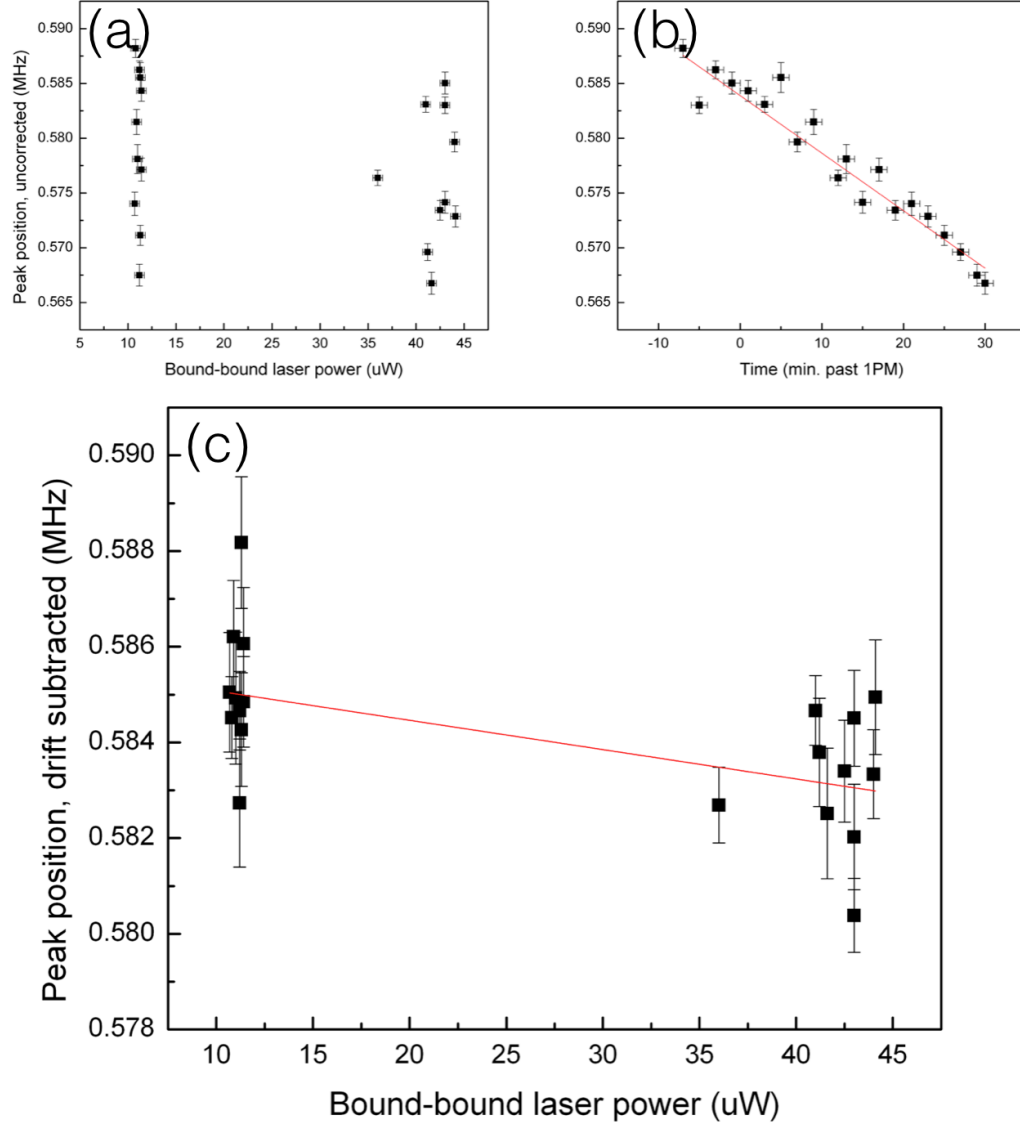 (a)
Peak position, uncorrected (MHz)
0.590
0.585
0.580
0.575
0.570
0.565
5 10 15 20 25 30 35 40 45
Bound-bound laser power (uW)
(b)
0.590
0.585
0.580
0.575
0.570
0.565
-10 0 10 20 30
Time (min. past 1PM)
(c)
Peak position, drift subtracted (MHz)
0.590
0.588
0.586
0.584
0.582
0.580
0.578
10 15 20 25 30 35 40 45
Bound-bound laser power (uW)